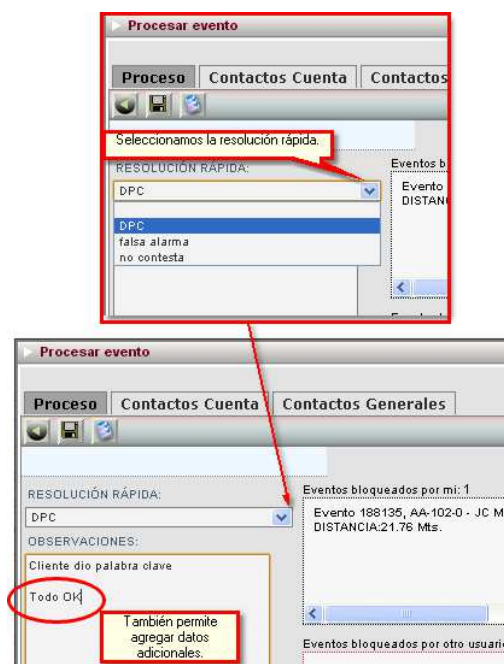 Procesar evento
Proceso Contactos Cuenta Contactos
Seleccionamos la resolución rápida.
RESOLUCIÓN RÁPIDA:
DPC
DPC
falsa alarma
no contesta
Eventos b
Evento
DISTAN
Procesar evento
Proceso Contactos Cuenta Contactos Generales
RESOLUCIÓN RÁPIDA:
DPC
OBSERVACIONES:
Cliente dio palabra clave
Todo OK
También permite
agregar datos
adicionales.
Eventos bloqueados por mi: 1
Evento 188135, AA-102-0 - JC M
DISTANCIA:21.76 Mts.
Eventos bloqueados por otro usuario